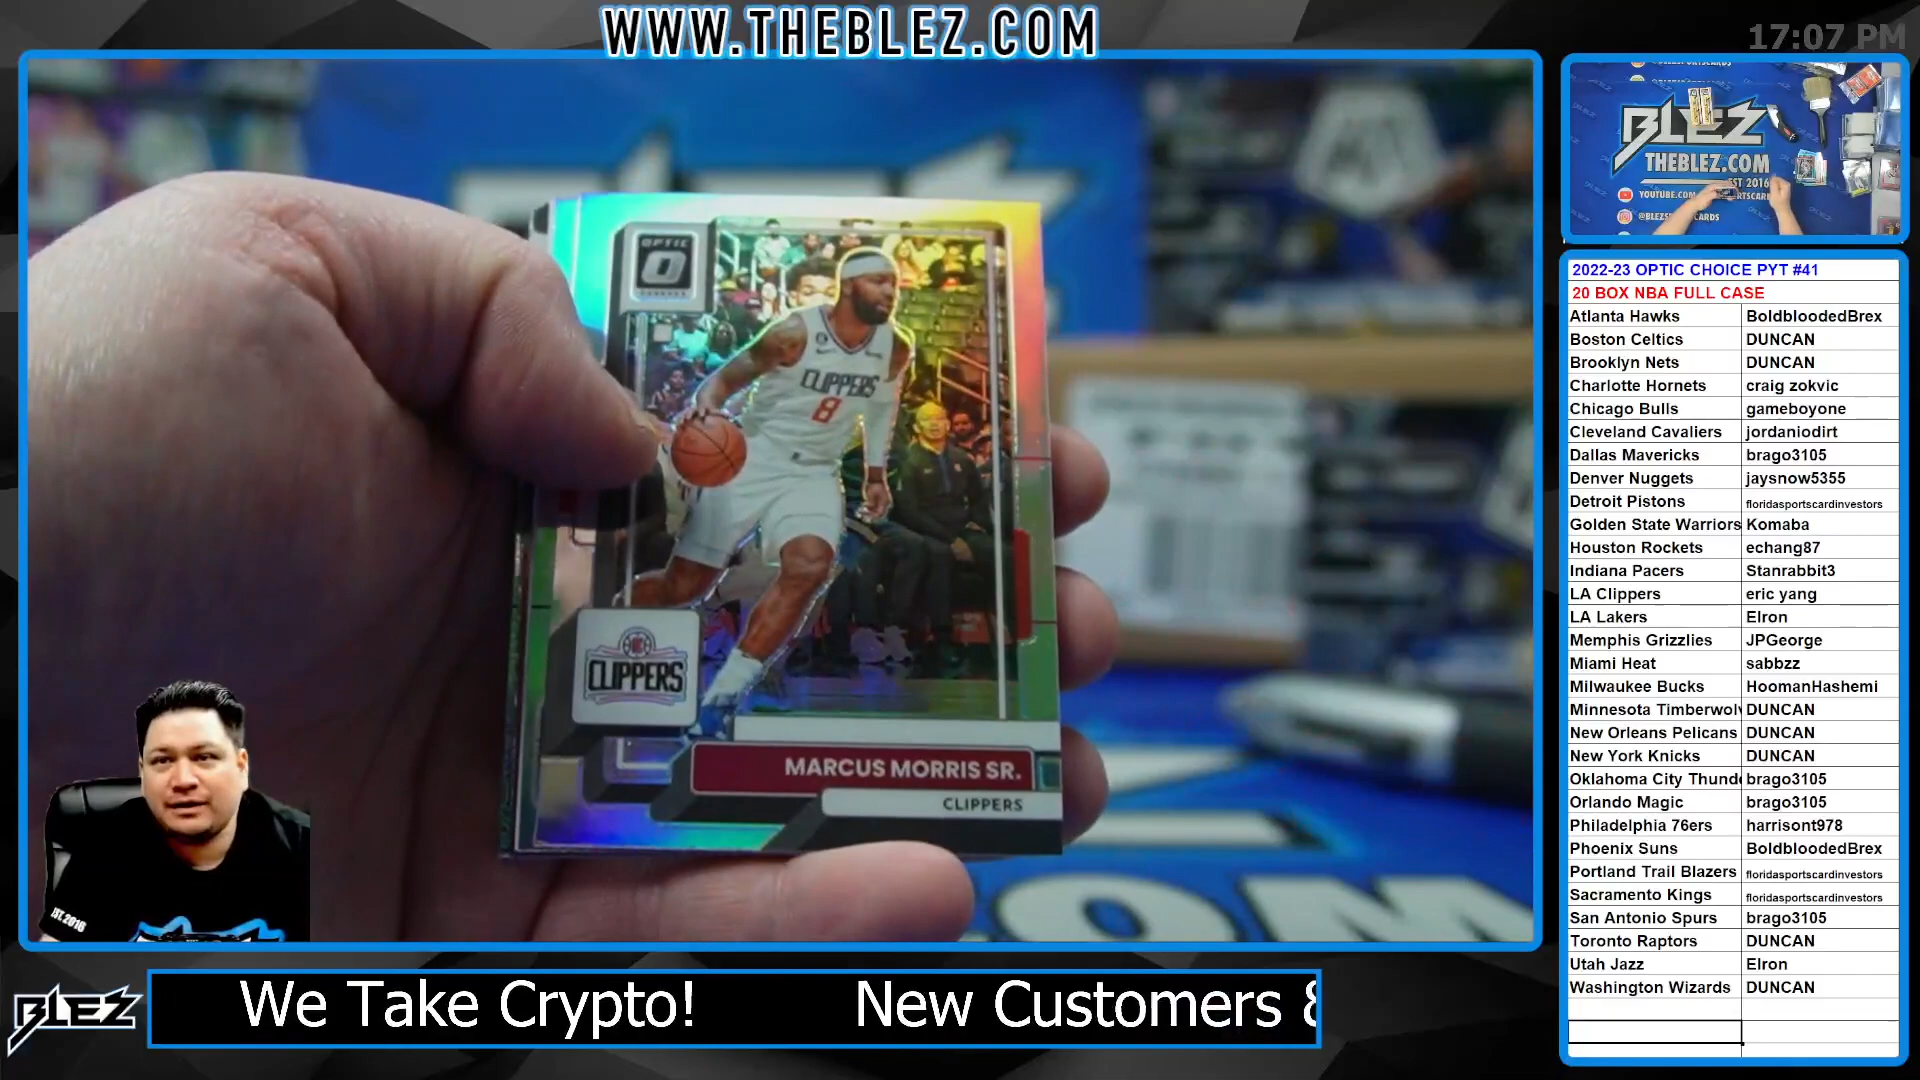 WWW.THEBLEZ.COM
17:07 PM
BLEZ
THEBLEZ.COM
EST 2016
OPTIC
CLIPPERS
8
CLIPPERS
MARCUS MORRIS SR.
CLIPPERS
EST.2016
2022-23 OPTIC CHOICE PYT #41
20 BOX NBA FULL CASE
Atlanta Hawks BoldbloodedBrex
Boston Celtics DUNCAN
Brooklyn Nets DUNCAN
Charlotte Hornets craig zokvic
Chicago Bulls gameboyone
Cleveland Cavaliers jordaniodirt
Dallas Mavericks brago3105
Denver Nuggets jaysnow5355
Detroit Pistons floridasportscardinvestors
Golden State Warriors Komaba
Houston Rockets echang87
Indiana Pacers Stanrabbit3
LA Clippers eric yang
LA Lakers Elron
Memphis Grizzlies JPGeorge
Miami Heat sabbzz
Milwaukee Bucks HoomanHashemi
Minnesota Timberwolv DUNCAN
New Orleans Pelicans DUNCAN
New York Knicks DUNCAN
Oklahoma City Thunde brago3105
Orlando Magic brago3105
Philadelphia 76ers harrisont978
Phoenix Suns BoldbloodedBrex
Portland Trail Blazers floridasportscardinvestors
Sacramento Kings floridasportscardinvestors
San Antonio Spurs brago3105
Toronto Raptors DUNCAN
Utah Jazz Elron
Washington Wizards DUNCAN
BLEZ
We Take Crypto! New Customers &